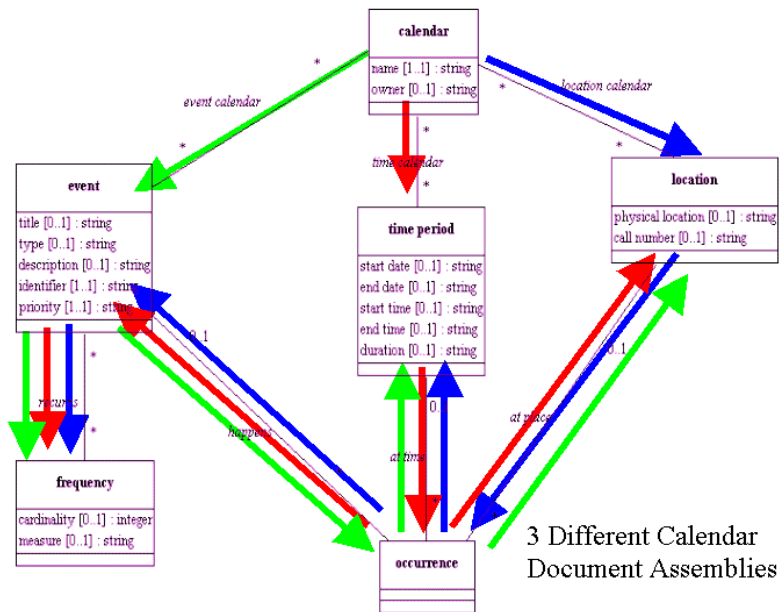 calendar
name [1..1] : string
owner [0..1] : string
*
*
*
*
event calendar
location calendar
*
*
time calendar
event
title [0..1] : string
type [0..1] : string
description [0..1] : string
identifier [1..1] : string
priority [1..1] : string
time period
start date [0..1] : string
end date [0..1] : string
start time [0..1] : string
end time [0..1] : string
duration [0..1] : string
location
physical location [0..1] : string
call number [0..1] : string
0..1
0..1
*
recures
*
happens
at time
at place
*
frequency
cardinality [0..1] : integer
measure [0..1] : string
occurrence
3 Different Calendar
Document Assemblies